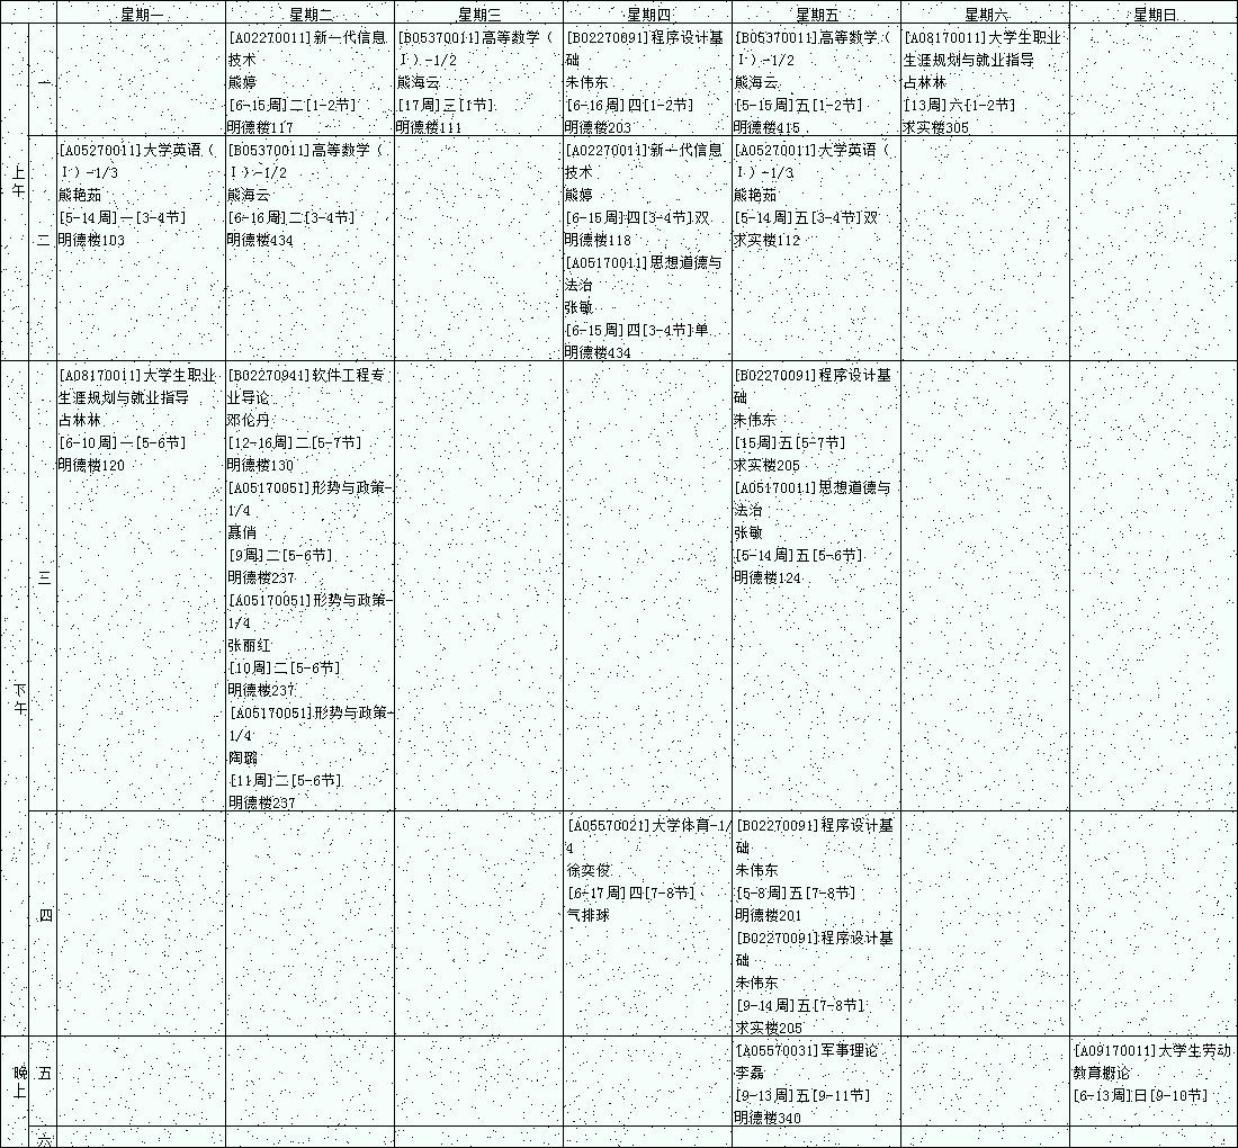 星期一 星期二 星期三 星期四 星期五 星期六 星期日
上午
一
[A02270011]新一代信息
技术
熊婷
[6-15周]二[1-2节]
明德楼117
[B05370011]高等数学（
Ⅰ）-1/2
熊海云
[17周]三[1节]
明德楼111
[B02270091]程序设计基
础
朱伟东
[6-16周]四[1-2节]
明德楼203
[B05370011]高等数学（
Ⅰ）-1/2
熊海云
[5-15周]五[1-2节]
明德楼415
[A08170011]大学生职业
生涯规划与就业指导
占林林
[13周]六[1-2节]
求实楼305
二
[A05270011]大学英语（
Ⅰ）-1/3
熊艳茹
[5-14周]一[3-4节]
明德楼103
[B05370011]高等数学（
Ⅰ）-1/2
熊海云
[6-16周]二[3-4节]
明德楼434
[A02270011]新一代信息
技术
熊婷
[6-15周]四[3-4节]双
明德楼118
[A05170011]思想道德与
法治
张敏
[6-15周]四[3-4节]单
明德楼434
[A05270011]大学英语（
Ⅰ）-1/3
熊艳茹
[5-14周]五[3-4节]双
求实楼112
下午
三
[A08170011]大学生职业
生涯规划与就业指导
占林林
[6-10周]一[5-6节]
明德楼120
[B02270941]软件工程专
业导论
邓伦丹
[12-16周]二[5-7节]
明德楼130
[A05170051]形势与政策-
1/4
聂俏
[9周]二[5-6节]
明德楼237
[A05170051]形势与政策-
1/4
张丽红
[10周]二[5-6节]
明德楼237
[A05170051]形势与政策-
1/4
陶璐
[11周]二[5-6节]
明德楼237
[B02270091]程序设计基
础
朱伟东
[15周]五[5-7节]
求实楼205
[A05170011]思想道德与
法治
张敏
[5-14周]五[5-6节]
明德楼124
四
[A05570021]大学体育-1/
4
徐奕俊
[6-17周]四[7-8节]
气排球
[B02270091]程序设计基
础
朱伟东
[5-8周]五[7-8节]
明德楼201
[B02270091]程序设计基
础
朱伟东
[9-14周]五[7-8节]
求实楼205
晚上
五
[A05570031]军事理论
李磊
[9-13周]五[9-11节]
明德楼340
[A09170011]大学生劳动
教育概论
[6-13周]日[9-10节]
六